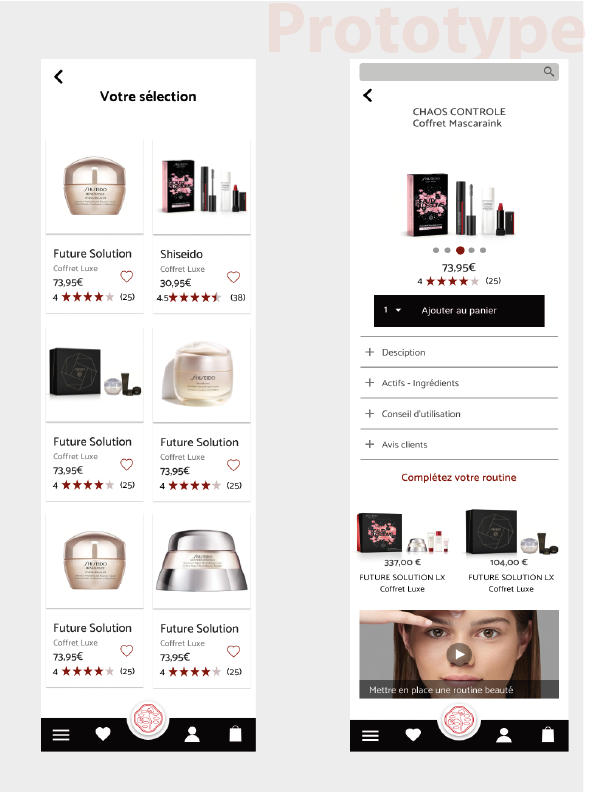 Prototype
Votre sélection
SHISEIDO
Future Solution
Coffret Luxe
73,95€
4 (25)
Shiseido
Coffret Luxe
30,95€
4.5 (38)
Future Solution
Coffret Luxe
73,95€
4 (25)
SHISEIDO
Future Solution
Coffret Luxe
73,95€
4 (25)
SHISEIDO
Future Solution
Coffret Luxe
73,95€
4 (25)
SHISEIDO
Future Solution
Coffret Luxe
73,95€
4 (25)
CHAOS CONTROLE
Coffret Mascaraink
73,95€
4 (25)
1 Ajouter au panier
+ Desciption
+ Actifs - Ingrédients
+ Conseil d'utilisation
+ Avis clients
Complétez votre routine
337,00 €
FUTURE SOLUTION LX
Coffret Luxe
104,00 €
FUTURE SOLUTION LX
Coffret Luxe
Mettre en place une routine beauté